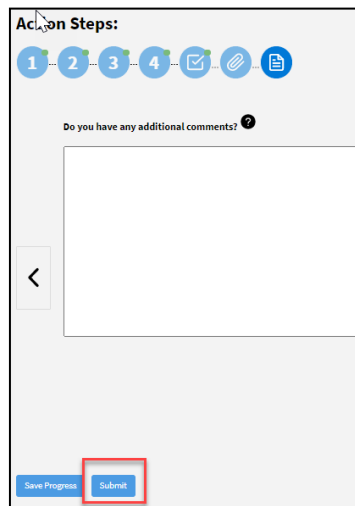 Action Steps:
1 2 3 4
Do you have any additional comments? ?
Save Progress Submit